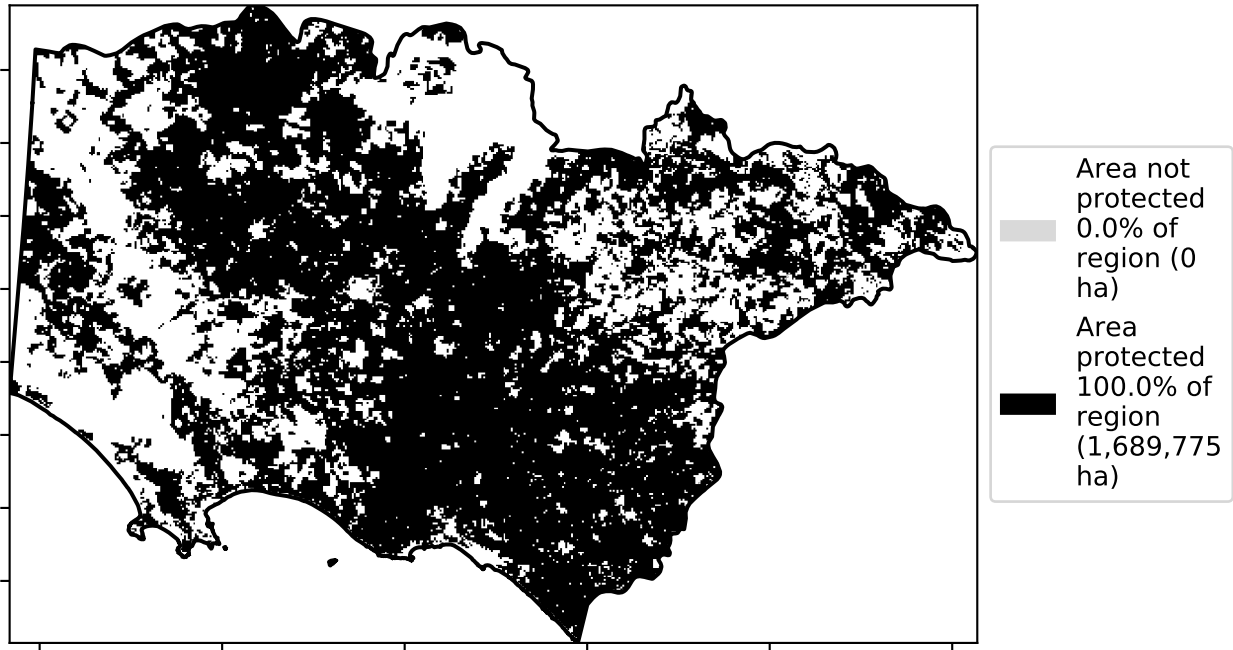 Area not
protected
0.0% of
region (0
ha)
Area
protected
100.0% of
region
(1,689,775
ha)